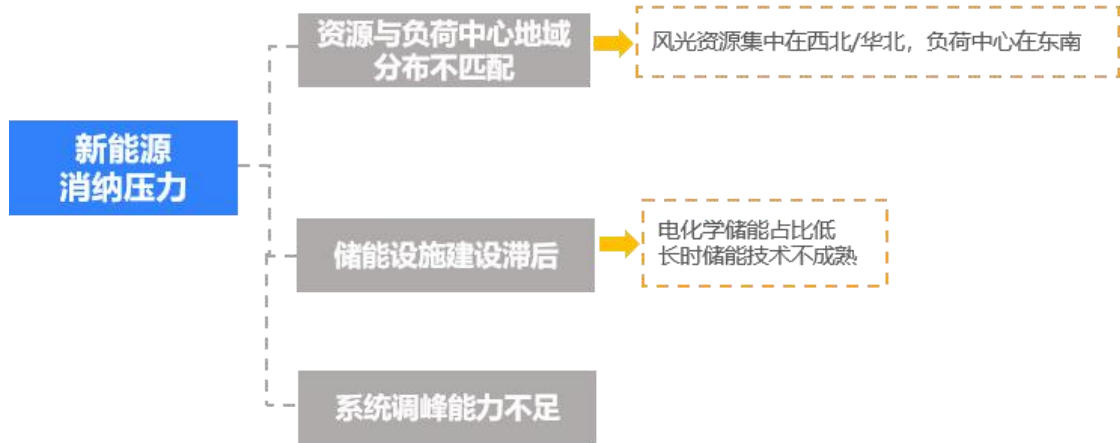 新能源
消纳压力
资源与负荷中心地域
分布不匹配
风光资源集中在西北/华北，负荷中心在东南
储能设施建设滞后
电化学储能占比低
长时储能技术不成熟
系统调峰能力不足